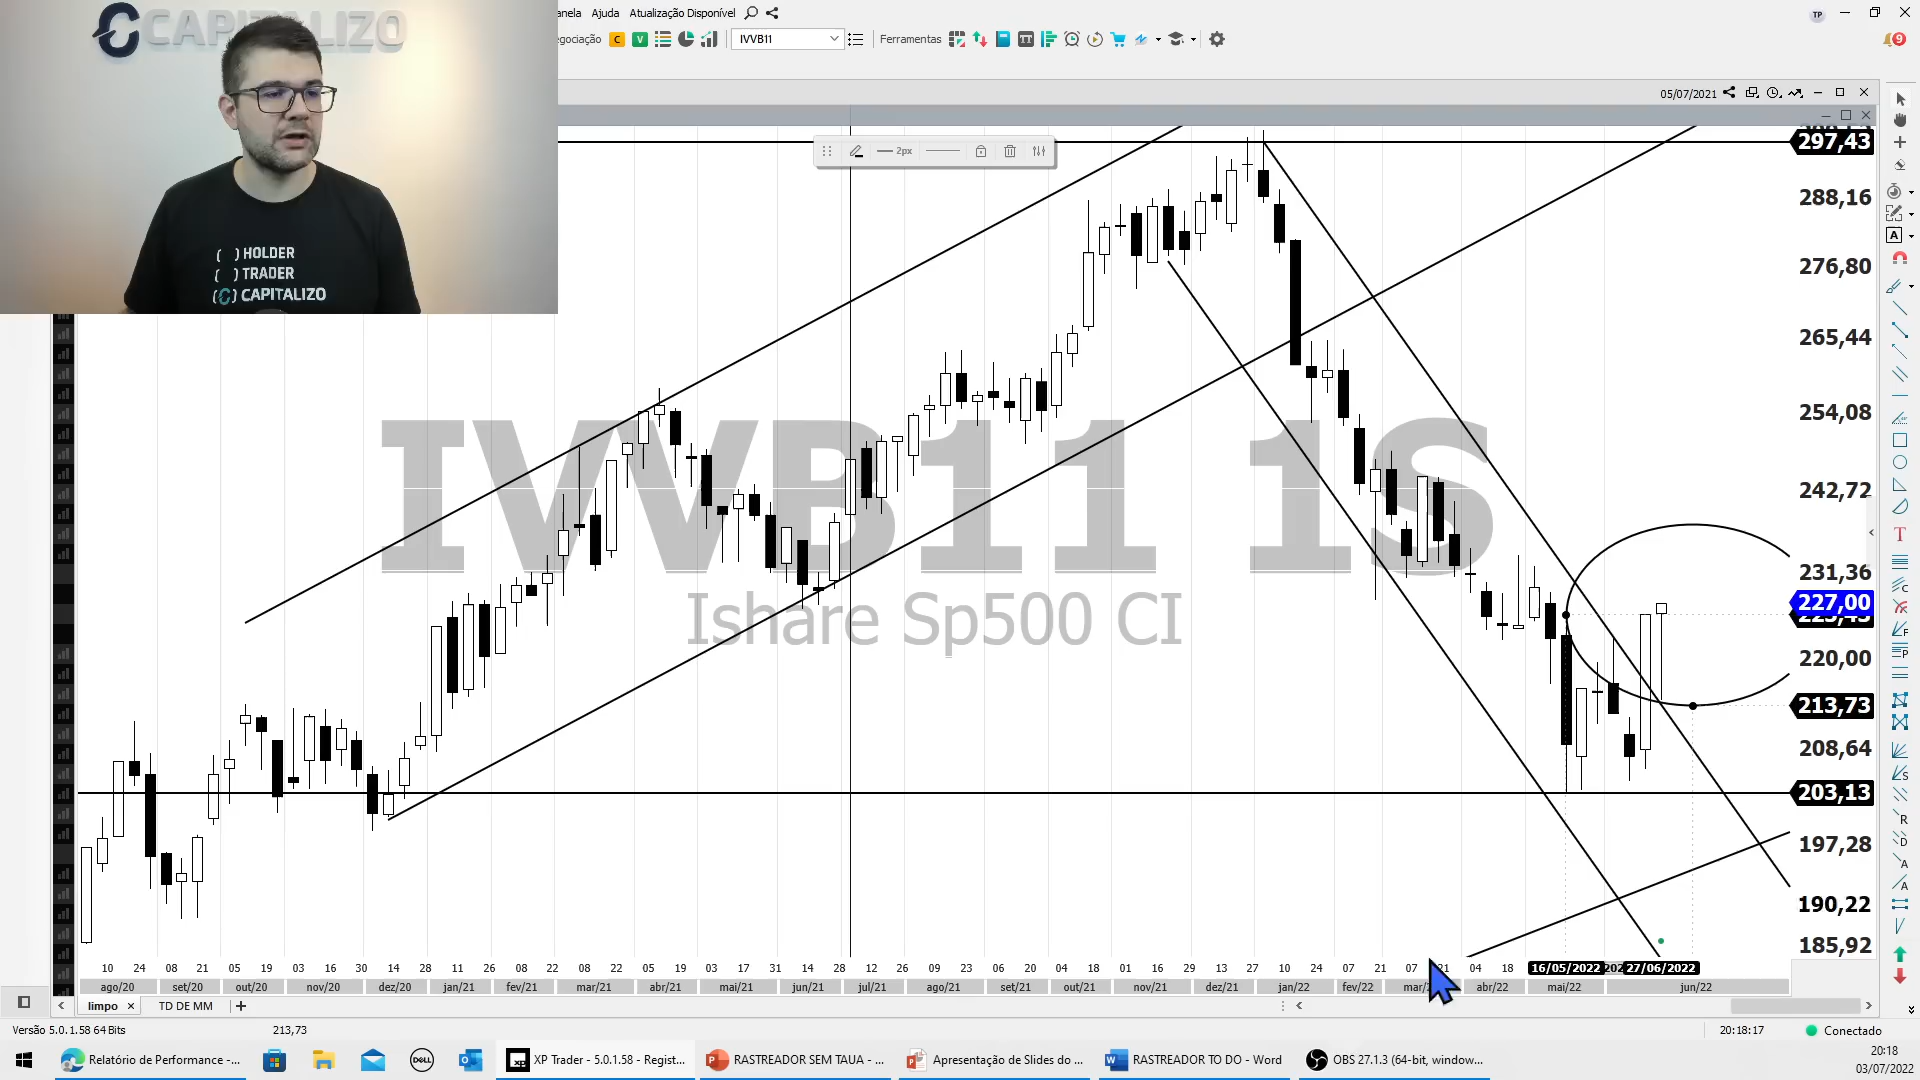 CAPITALIZO
( ) HOLDER
( ) TRADER
( ) CAPITALIZO
anela Ajuda Atualização Disponível
TP
egociação C V IVVB11 Ferramentas
9
05/07/2021
2px
A
297,43
288,16
276,80
265,44
254,08
242,72
231,36
227,00
220,00
213,73
208,64
203,13
197,28
190,22
185,92
IVVB11 1S
Ishare Sp500 CI
10 24 08 21 05 19 03 16 30 14 28 11 26 08 22 08 22 05 19 03 17 31 14 28 12 26 09 23 06 20 04 18 01 16 29 13 27 10 24 07 21 07 21 04 18 16/05/2022 27/06/2022
ago/20 set/20 out/20 nov/20 dez/20 jan/21 fev/21 mar/21 abr/21 mai/21 jun/21 jul/21 ago/21 set/21 out/21 nov/21 dez/21 jan/22 fev/22 abr/22 mai/22 jun/22
limpo TD DE MM
Versão 5.0.1.58 64 Bits 213,73 20:18:17 Conectado
Relatório de Performance -... DELL XP Trader - 5.0.1.58 - Regist... RASTREADOR SEM TAUA - ... Apresentação de Slides do ... RASTREADOR TO DO - Word OBS 27.1.3 (64-bit, window...
20:18
03/07/2022